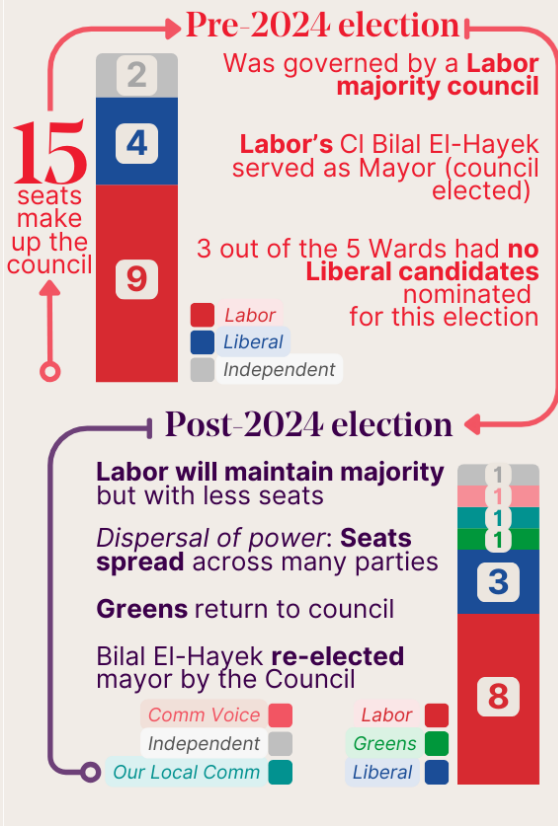 Pre-2024 election
Was governed by a Labor
majority council
Labor's Cl Bilal El-Hayek
served as Mayor (council
elected)
3 out of the 5 Wards had no
Liberal candidates
nominated
for this election
15
seats
make
up the
council
2
4
9
Labor
Liberal
Independent
Post-2024 election
Labor will maintain majority
but with less seats
Dispersal of power: Seats
spread across many parties
Greens return to council
Bilal El-Hayek re-elected
mayor by the Council
1
1
1
1
3
8
Comm Voice
Independent
Our Local Comm
Labor
Greens
Liberal